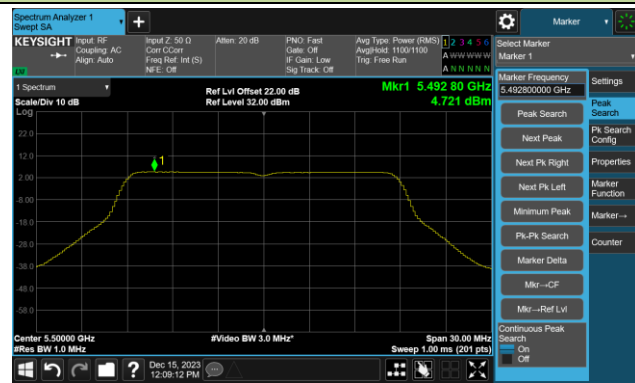 Spectrum Analyzer 1
Swept SA
Marker
KEYSIGHT
Input: RF
Coupling: AC
Align: Auto
Input Z: 50 Ω
Corr CCorr
Freq Ref: Int (S)
NFE: Off
Atten: 20 dB
PNO: Fast
Gate: Off
IF Gain: Low
Sig Track: Off
Avg Type: Power (RMS)
Avg|Hold: 1100/1100
Trig: Free Run
1 2 3 4 5 6
A W W W W W
A N N N N N
LW
Select Marker
Marker 1
1 Spectrum
Scale/Div 10 dB
Log
Ref Lvl Offset 22.00 dB
Ref Level 32.00 dBm
Mkr1 5.492 80 GHz
4.721 dBm
22.0
12.0
2.00
-8.00
-18.0
-28.0
-38.0
-48.0
-58.0
1
Center 5.50000 GHz
#Res BW 1.0 MHz
#Video BW 3.0 MHz*
Span 30.00 MHz
Sweep 1.00 ms (201 pts)
Marker Frequency
5.492800000 GHz
Peak Search
Next Peak
Next Pk Right
Next Pk Left
Minimum Peak
Pk-Pk Search
Marker Delta
Mkr→CF
Mkr→Ref Lvl
Continuous Peak
Search
On
Off
Settings
Peak
Search
Pk Search
Config
Properties
Marker
Function
Marker→
Counter
Dec 15, 2023
12:09:12 PM